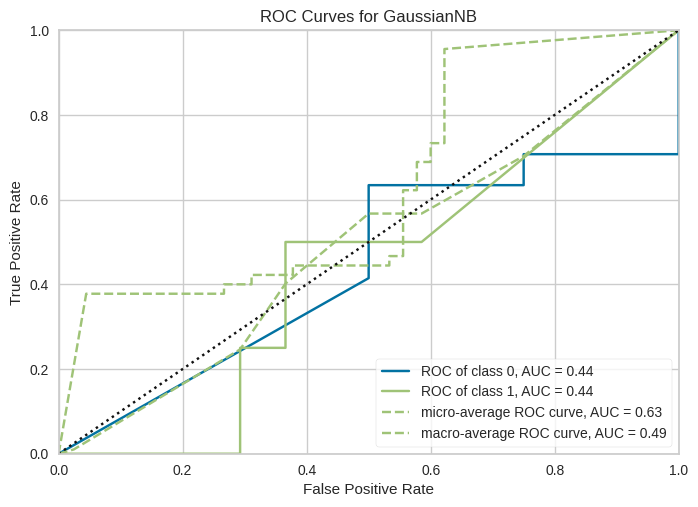 ROC Curves for GaussianNB
1.0
0.8
0.6
0.4
0.2
0.0
True Positive Rate
ROC of class 0, AUC = 0.44
ROC of class 1, AUC = 0.44
micro-average ROC curve, AUC = 0.63
macro-average ROC curve, AUC = 0.49
0.0 0.2 0.4 0.6 0.8 1.0
False Positive Rate